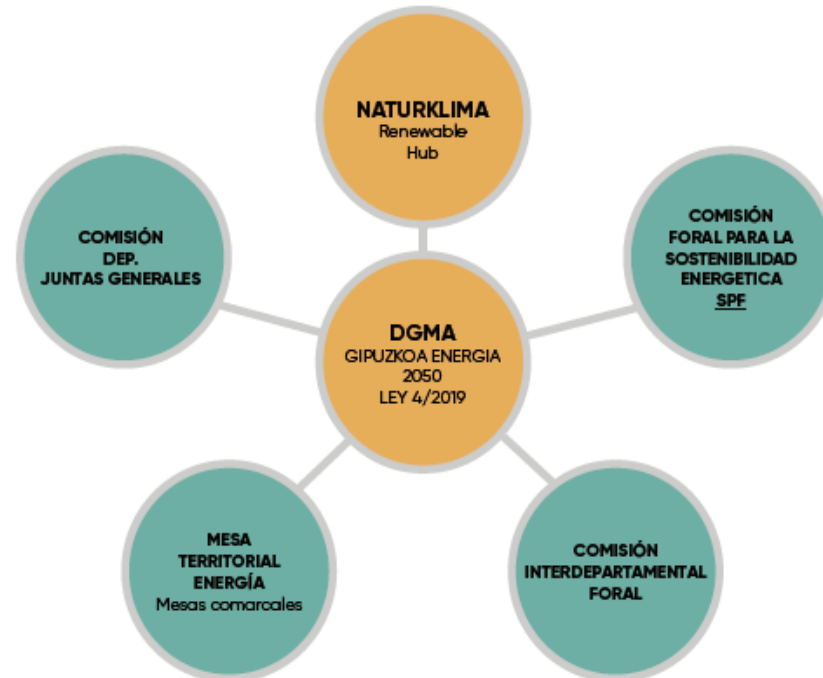 NATURKLIMA
Renewable
Hub
COMISIÓN
DEP.
JUNTAS GENERALES
COMISIÓN
FORAL PARA LA
SOSTENIBILIDAD
ENERGETICA
SPF
DGMA
GIPUZKOA ENERGIA
2050
LEY 4/2019
MESA
TERRITORIAL
ENERGÍA
Mesas comarcales
COMISIÓN
INTERDEPARTAMENTAL
FORAL